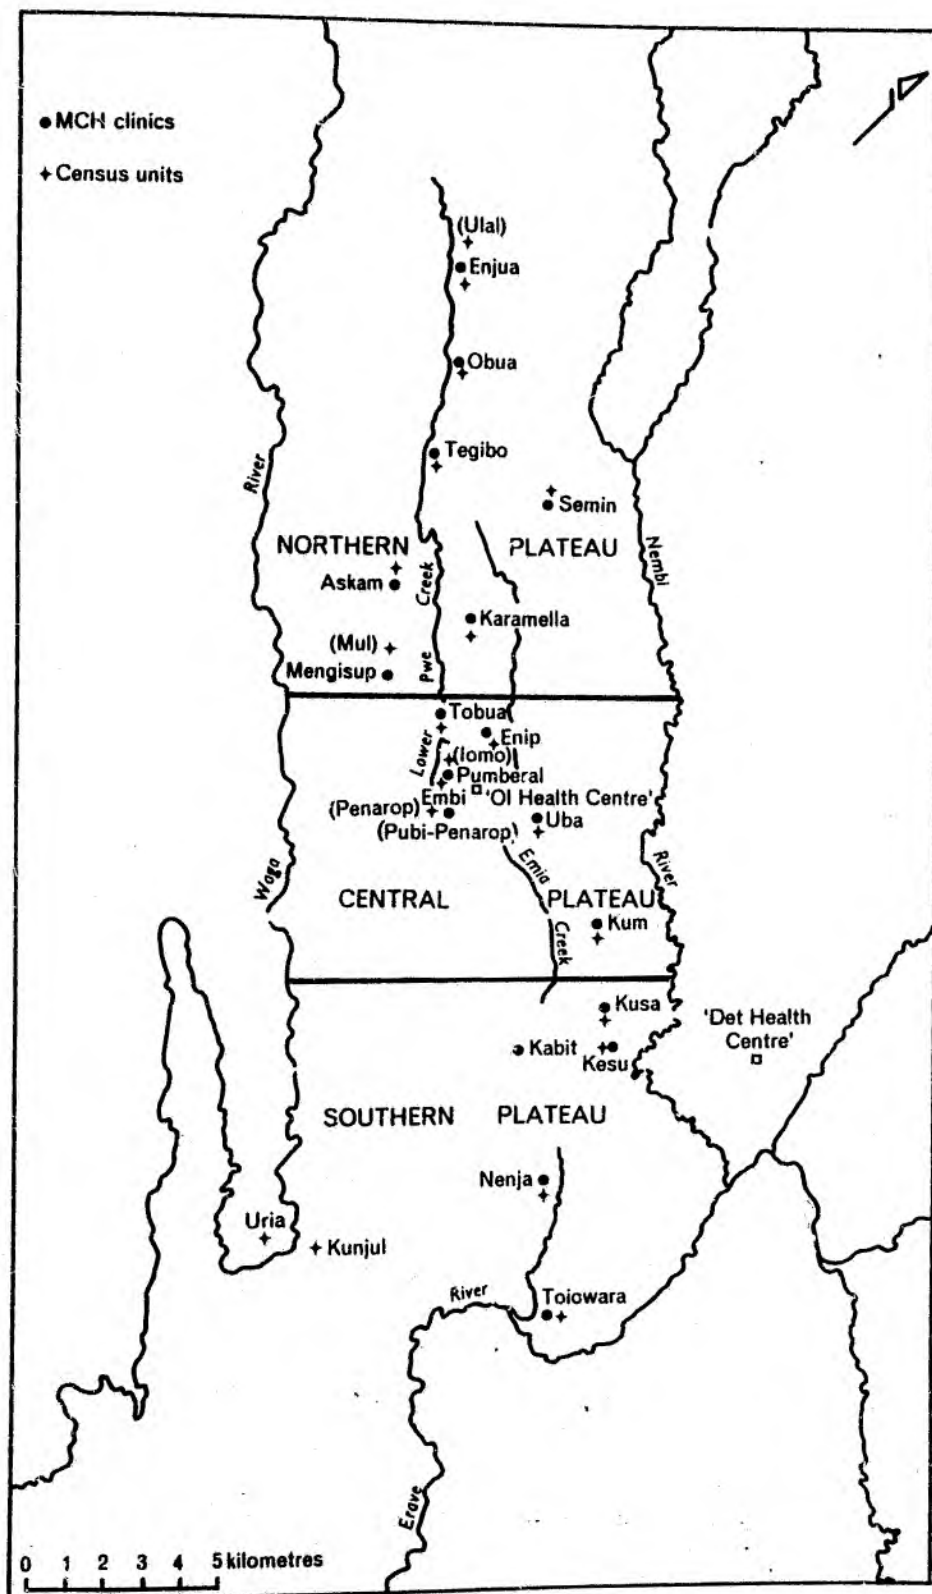 MCH clinics
Census units
(Ulal)
Enjua
Obua
Tegibo
River
Semin
NORTHERN
PLATEAU
Nembi
Creek
Askam
Karamella
(Mul)
Pwe
Mengisup
Tobua
Enip
Lower
(Iomo)
Pumberal
Embi
'Ol Health Centre'
(Penarop)
(Pubi-Penarop)
Uba
Emia
River
Waga
CENTRAL
PLATEAU
Kum
Creek
Kusa
'Det Health
Centre'
Kabit
Kesu
SOUTHERN
PLATEAU
Nenja
Uria
Kunjul
River
Toiowara
Erave
0 1 2 3 4 5 kilometres